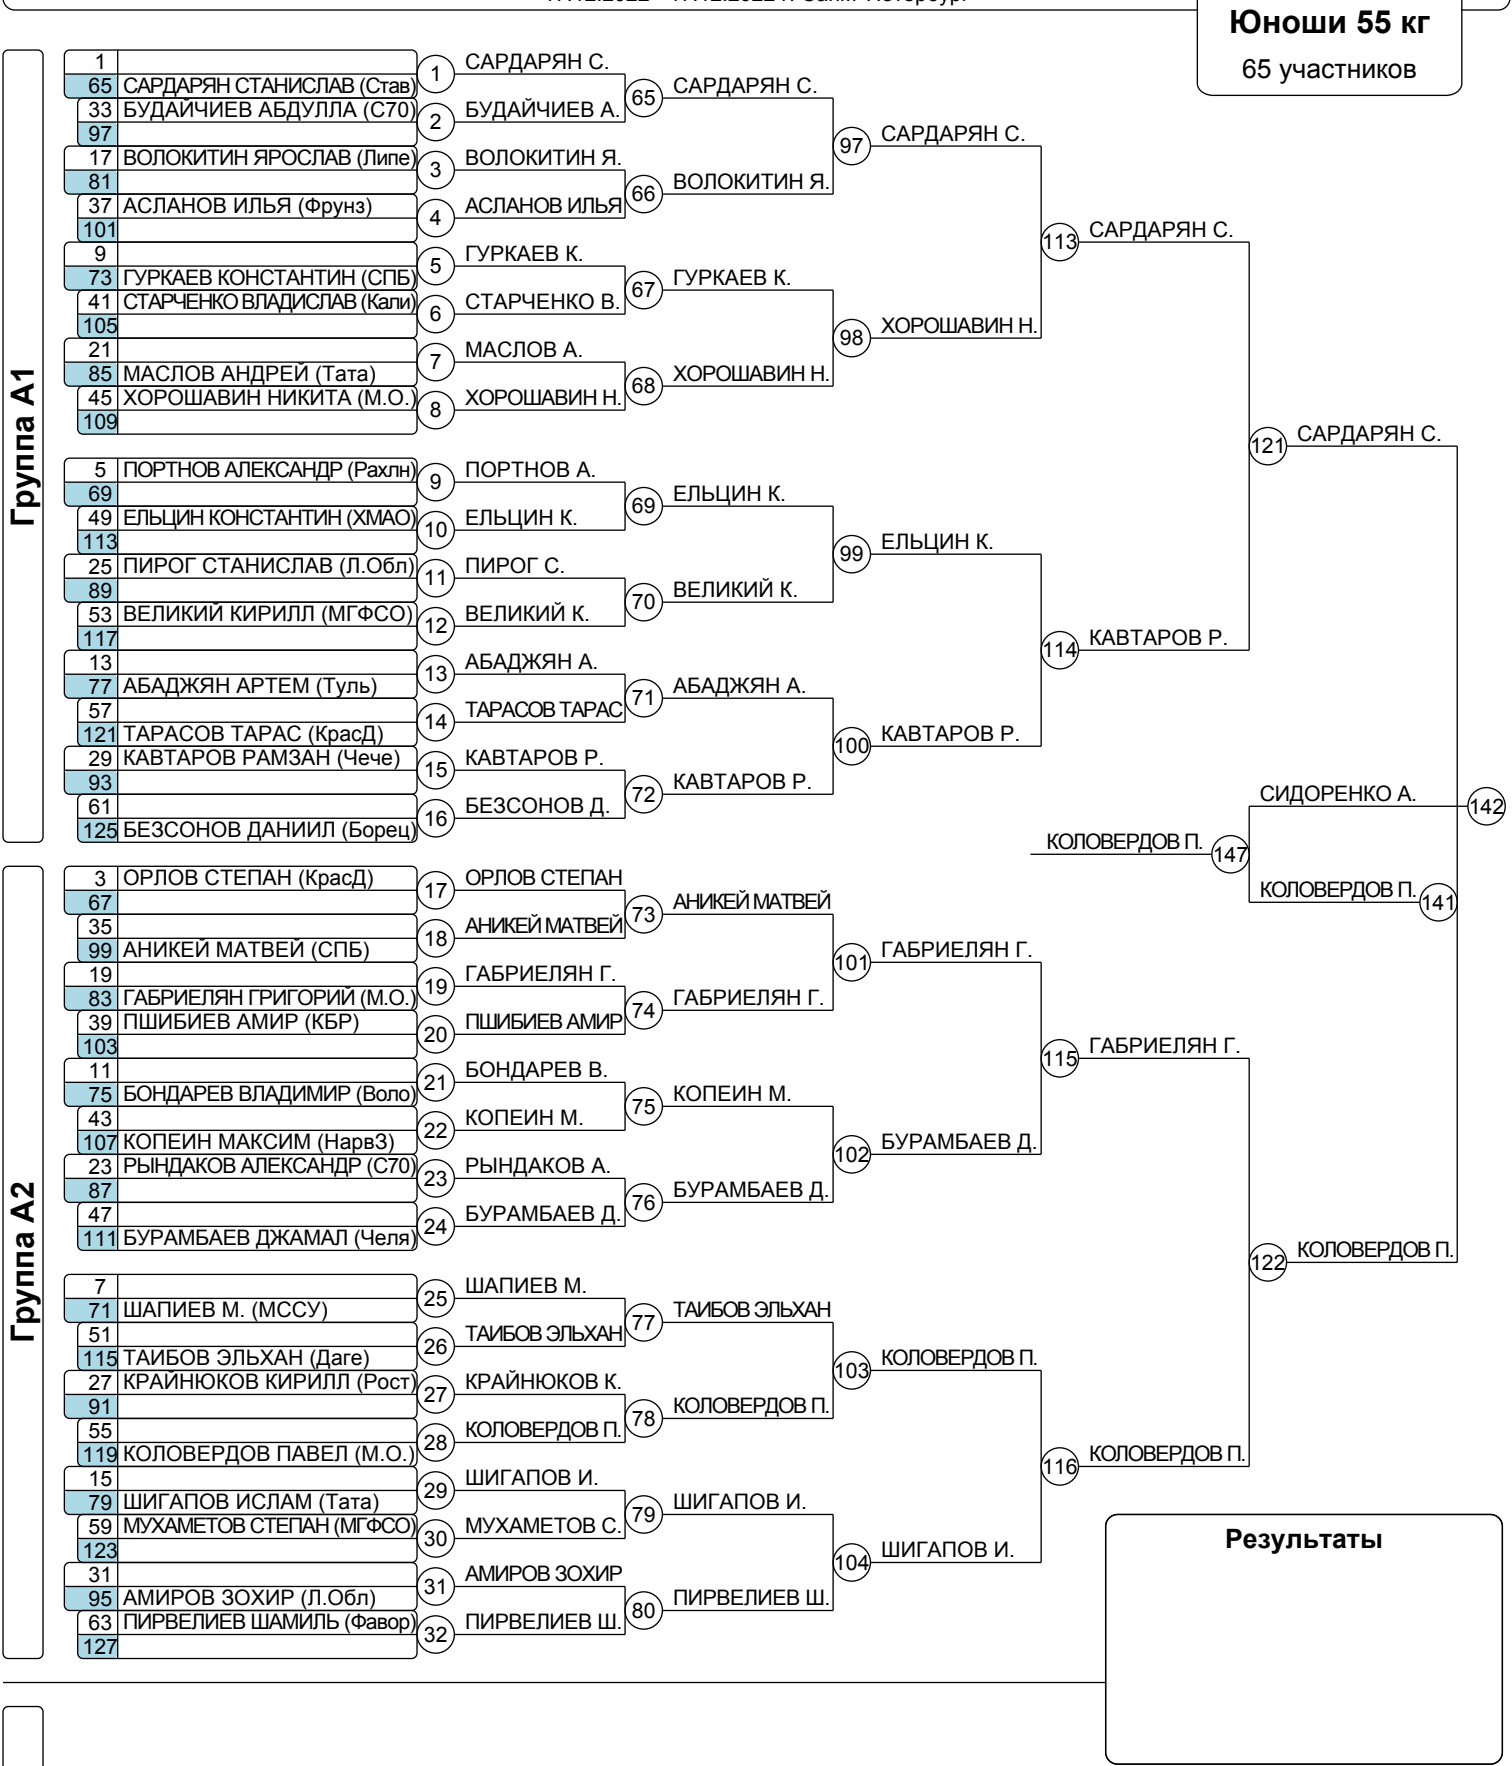 Юноши 55 кг
65 участников
Группа А1
1
65 САРДАРЯН СТАНИСЛАВ (Став)
33 БУДАЙЧИЕВ АБДУЛЛА (С70)
97
17 ВОЛОКИТИН ЯРОСЛАВ (Липе)
81
37 АСЛАНОВ ИЛЬЯ (Фрунз)
101
9
73 ГУРКАЕВ КОНСТАНТИН (СПБ)
41 СТАРЧЕНКО ВЛАДИСЛАВ (Кали)
105
21
85 МАСЛОВ АНДРЕЙ (Тата)
45 ХОРОШАВИН НИКИТА (М.О.)
109
5 ПОРТНОВ АЛЕКСАНДР (Рахлн)
69
49 ЕЛЬЦИН КОНСТАНТИН (ХМАО)
113
25 ПИРОГ СТАНИСЛАВ (Л.Обл)
89
53 ВЕЛИКИЙ КИРИЛЛ (МГФСО)
117
13
77 АБАДЖЯН АРТЕМ (Туль)
57
121 ТАРАСОВ ТАРАС (КрасД)
29 КАВТАРОВ РАМЗАН (Чече)
93
61
125 БЕЗСОНОВ ДАНИИЛ (Борец)
1 САРДАРЯН С.
2 БУДАЙЧИЕВ А.
3 ВОЛОКИТИН Я.
4 АСЛАНОВ ИЛЬЯ
5 ГУРКАЕВ К.
6 СТАРЧЕНКО В.
7 МАСЛОВ А.
8 ХОРОШАВИН Н.
9 ПОРТНОВ А.
10 ЕЛЬЦИН К.
11 ПИРОГ С.
12 ВЕЛИКИЙ К.
13 АБАДЖЯН А.
14 ТАРАСОВ ТАРАС
15 КАВТАРОВ Р.
16 БЕЗСОНОВ Д.
65 САРДАРЯН С.
66 ВОЛОКИТИН Я.
67 ГУРКАЕВ К.
68 ХОРОШАВИН Н.
69 ЕЛЬЦИН К.
70 ВЕЛИКИЙ К.
71 АБАДЖЯН А.
72 КАВТАРОВ Р.
97 САРДАРЯН С.
98 ХОРОШАВИН Н.
99 ЕЛЬЦИН К.
100 КАВТАРОВ Р.
113 САРДАРЯН С.
114 КАВТАРОВ Р.
121 САРДАРЯН С.
СИДОРЕНКО А. 142
КОЛОВЕРДОВ П. 147
КОЛОВЕРДОВ П. 141
Группа А2
3 ОРЛОВ СТЕПАН (КрасД)
67
35
99 АНИКЕЙ МАТВЕЙ (СПБ)
19
83 ГАБРИЕЛЯН ГРИГОРИЙ (М.О.)
39 ПШИБИЕВ АМИР (КБР)
103
11
75 БОНДАРЕВ ВЛАДИМИР (Воло)
43
107 КОПЕИН МАКСИМ (Нарв3)
23 РЫНДАКОВ АЛЕКСАНДР (С70)
87
47
111 БУРАМБАЕВ ДЖАМАЛ (Челя)
7
71 ШАПИЕВ М. (МССУ)
51
115 ТАИБОВ ЭЛЬХАН (Даге)
27 КРАЙНЮКОВ КИРИЛЛ (Рост)
91
55
119 КОЛОВЕРДОВ ПАВЕЛ (М.О.)
15
79 ШИГАПОВ ИСЛАМ (Тата)
59 МУХАМЕТОВ СТЕПАН (МГФСО)
123
31
95 АМИРОВ ЗОХИР (Л.Обл)
63 ПИРВЕЛИЕВ ШАМИЛЬ (Фавор)
127
17 ОРЛОВ СТЕПАН
18 АНИКЕЙ МАТВЕЙ
19 ГАБРИЕЛЯН Г.
20 ПШИБИЕВ АМИР
21 БОНДАРЕВ В.
22 КОПЕИН М.
23 РЫНДАКОВ А.
24 БУРАМБАЕВ Д.
25 ШАПИЕВ М.
26 ТАИБОВ ЭЛЬХАН
27 КРАЙНЮКОВ К.
28 КОЛОВЕРДОВ П.
29 ШИГАПОВ И.
30 МУХАМЕТОВ С.
31 АМИРОВ ЗОХИР
32 ПИРВЕЛИЕВ Ш.
73 АНИКЕЙ МАТВЕЙ
74 ГАБРИЕЛЯН Г.
75 КОПЕИН М.
76 БУРАМБАЕВ Д.
77 ТАИБОВ ЭЛЬХАН
78 КОЛОВЕРДОВ П.
79 ШИГАПОВ И.
80 ПИРВЕЛИЕВ Ш.
101 ГАБРИЕЛЯН Г.
102 БУРАМБАЕВ Д.
103 КОЛОВЕРДОВ П.
104 ШИГАПОВ И.
115 ГАБРИЕЛЯН Г.
116 КОЛОВЕРДОВ П.
122 КОЛОВЕРДОВ П.
Результаты